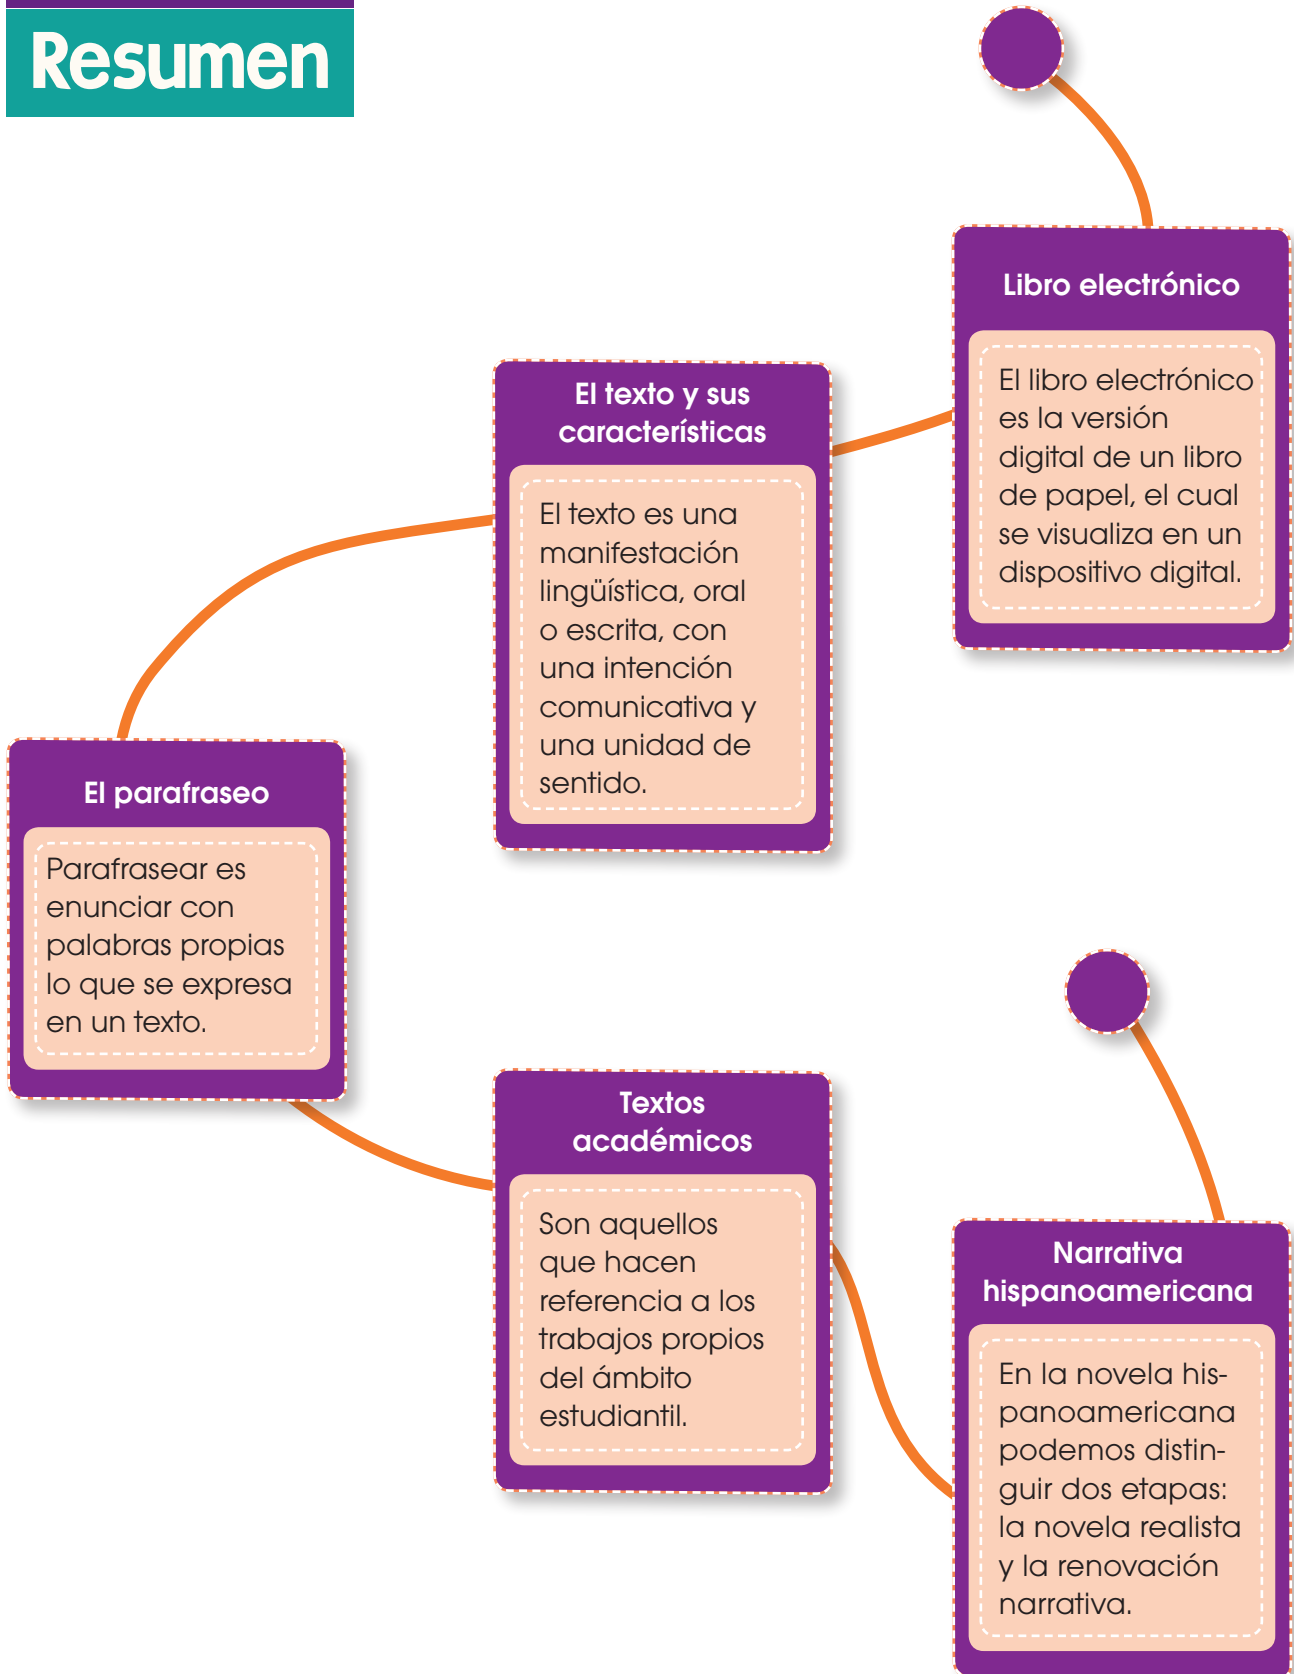 Resumen
Libro electrónico
El libro electrónico
es la versión
digital de un libro
de papel, el cual
se visualiza en un
dispositivo digital.
El texto y sus
características
El texto es una
manifestación
lingüística, oral
o escrita, con
una intención
comunicativa y
una unidad de
sentido.
El parafraseo
Parafrasear es
enunciar con
palabras propias
lo que se expresa
en un texto.
Textos
académicos
Son aquellos
que hacen
referencia a los
trabajos propios
del ámbito
estudiantil.
Narrativa
hispanoamericana
En la novela his-
panoamericana
podemos distin-
guir dos etapas:
la novela realista
y la renovación
narrativa.